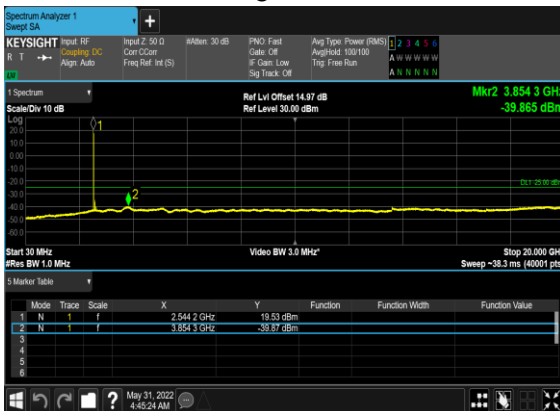 Spectrum Analyzer 1
Swept SA
KEYSIGHT
R T
LV
Input: RF
Coupling: DC
Align: Auto
Input Z: 50 Ω
Corr CCorr
Freq Ref: Int (S)
#Atten: 30 dB
PNO: Fast
Gate: Off
IF Gain: Low
Sig Track: Off
Avg Type: Power (RMS)
Avg|Hold: 100/100
Trig: Free Run
1 2 3 4 5 6
A W W W W W
A N N N N N
1 Spectrum
Scale/Div 10 dB
Ref Lvl Offset 14.97 dB
Ref Level 30.00 dBm
Mkr2 3.854 3 GHz
-39.865 dBm
Log
20.0
10.0
0.00
-10.0
-20.0
-30.0
-40.0
-50.0
-60.0
1
2
DL1 -25.00 dBm
Start 30 MHz
#Res BW 1.0 MHz
Video BW 3.0 MHz*
Stop 20.000 GH
Sweep ~38.3 ms (40001 pts
5 Marker Table
Mode Trace Scale X Y Function Function Width Function Value
1 N 1 f 2.544 2 GHz 19.53 dBm
2 N 1 f 3.854 3 GHz -39.87 dBm
3
4
5
6
May 31, 2022
4:45:24 AM